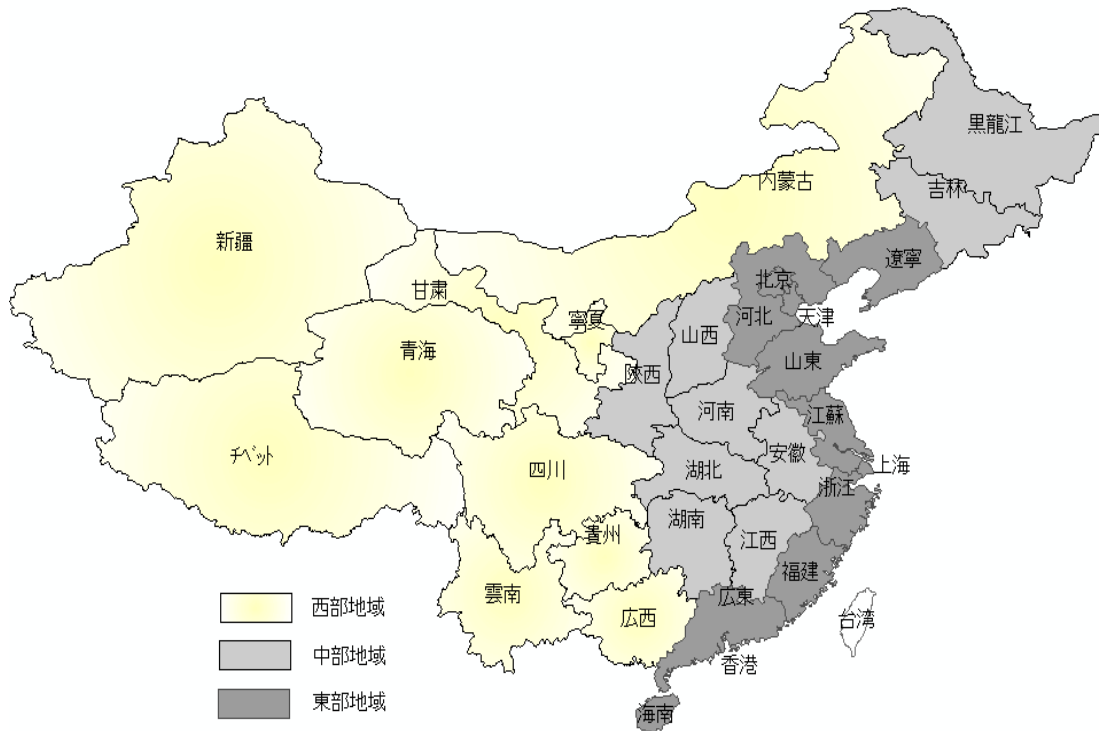 黒龍江
内蒙古
吉林
新疆
遼寧
北京
甘粛
河北
天津
寧夏
山西
青海
山東
陝西
河南
江蘇
チベット
四川
湖北
安徽
上海
浙江
湖南
貴州
江西
福建
雲南
広西
広東
台湾
香港
海南
西部地域
中部地域
東部地域